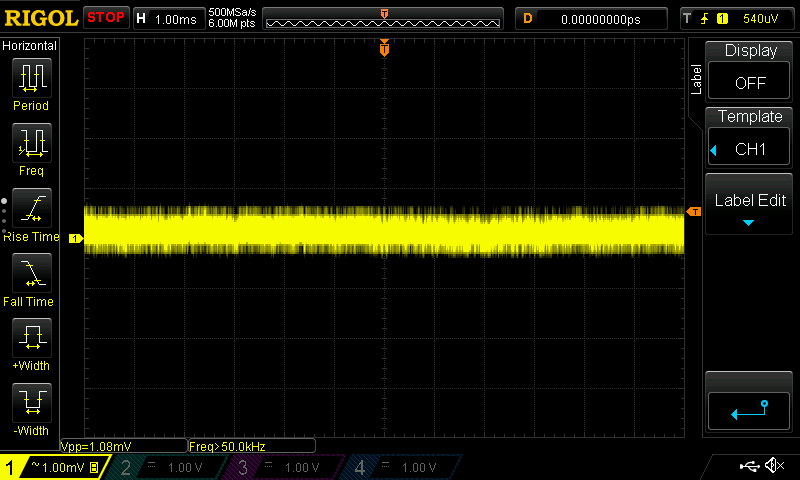 RIGOL STOP H 1.00ms 500MSa/s 6.00M pts T D 0.00000000ps T 1 540uV
Horizontal
Period
Freq
Rise Time
Fall Time
+Width
-Width
T
1
T
Label
Display
OFF
Template
CH1
Label Edit
Vpp=1.08mV Freq>50.0kHz
1 ~1.00mV B 2 1.00 V 3 1.00 V 4 1.00 V